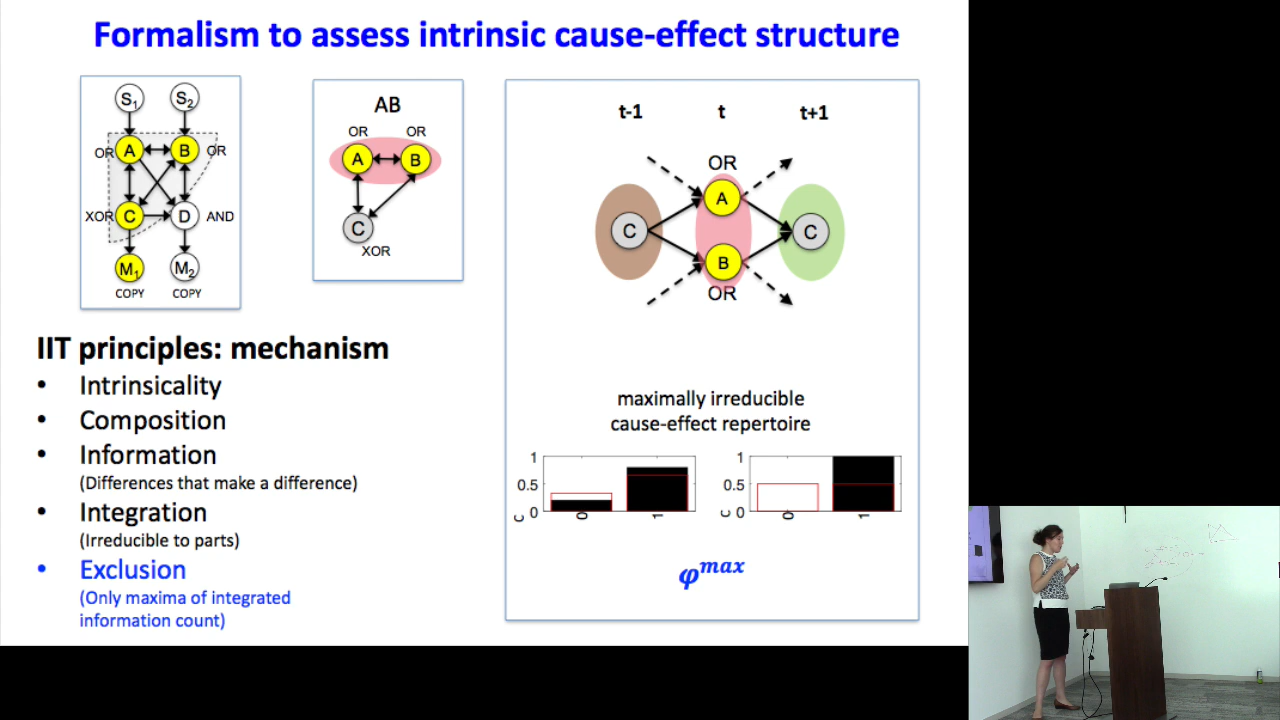 Formalism to assess intrinsic cause-effect structure
S1 S2
OR A B OR
XOR C D AND
M1 M2
COPY COPY
AB
OR OR
A B
C
XOR
t-1 t t+1
OR
A
C C
B
OR
maximally irreducible
cause-effect repertoire
1
0.5
0
C
0 1
1
0.5
0
C
0 1
φmax
IIT principles: mechanism
• Intrinsicality
• Composition
• Information
(Differences that make a difference)
• Integration
(Irreducible to parts)
• Exclusion
(Only maxima of integrated
information count)